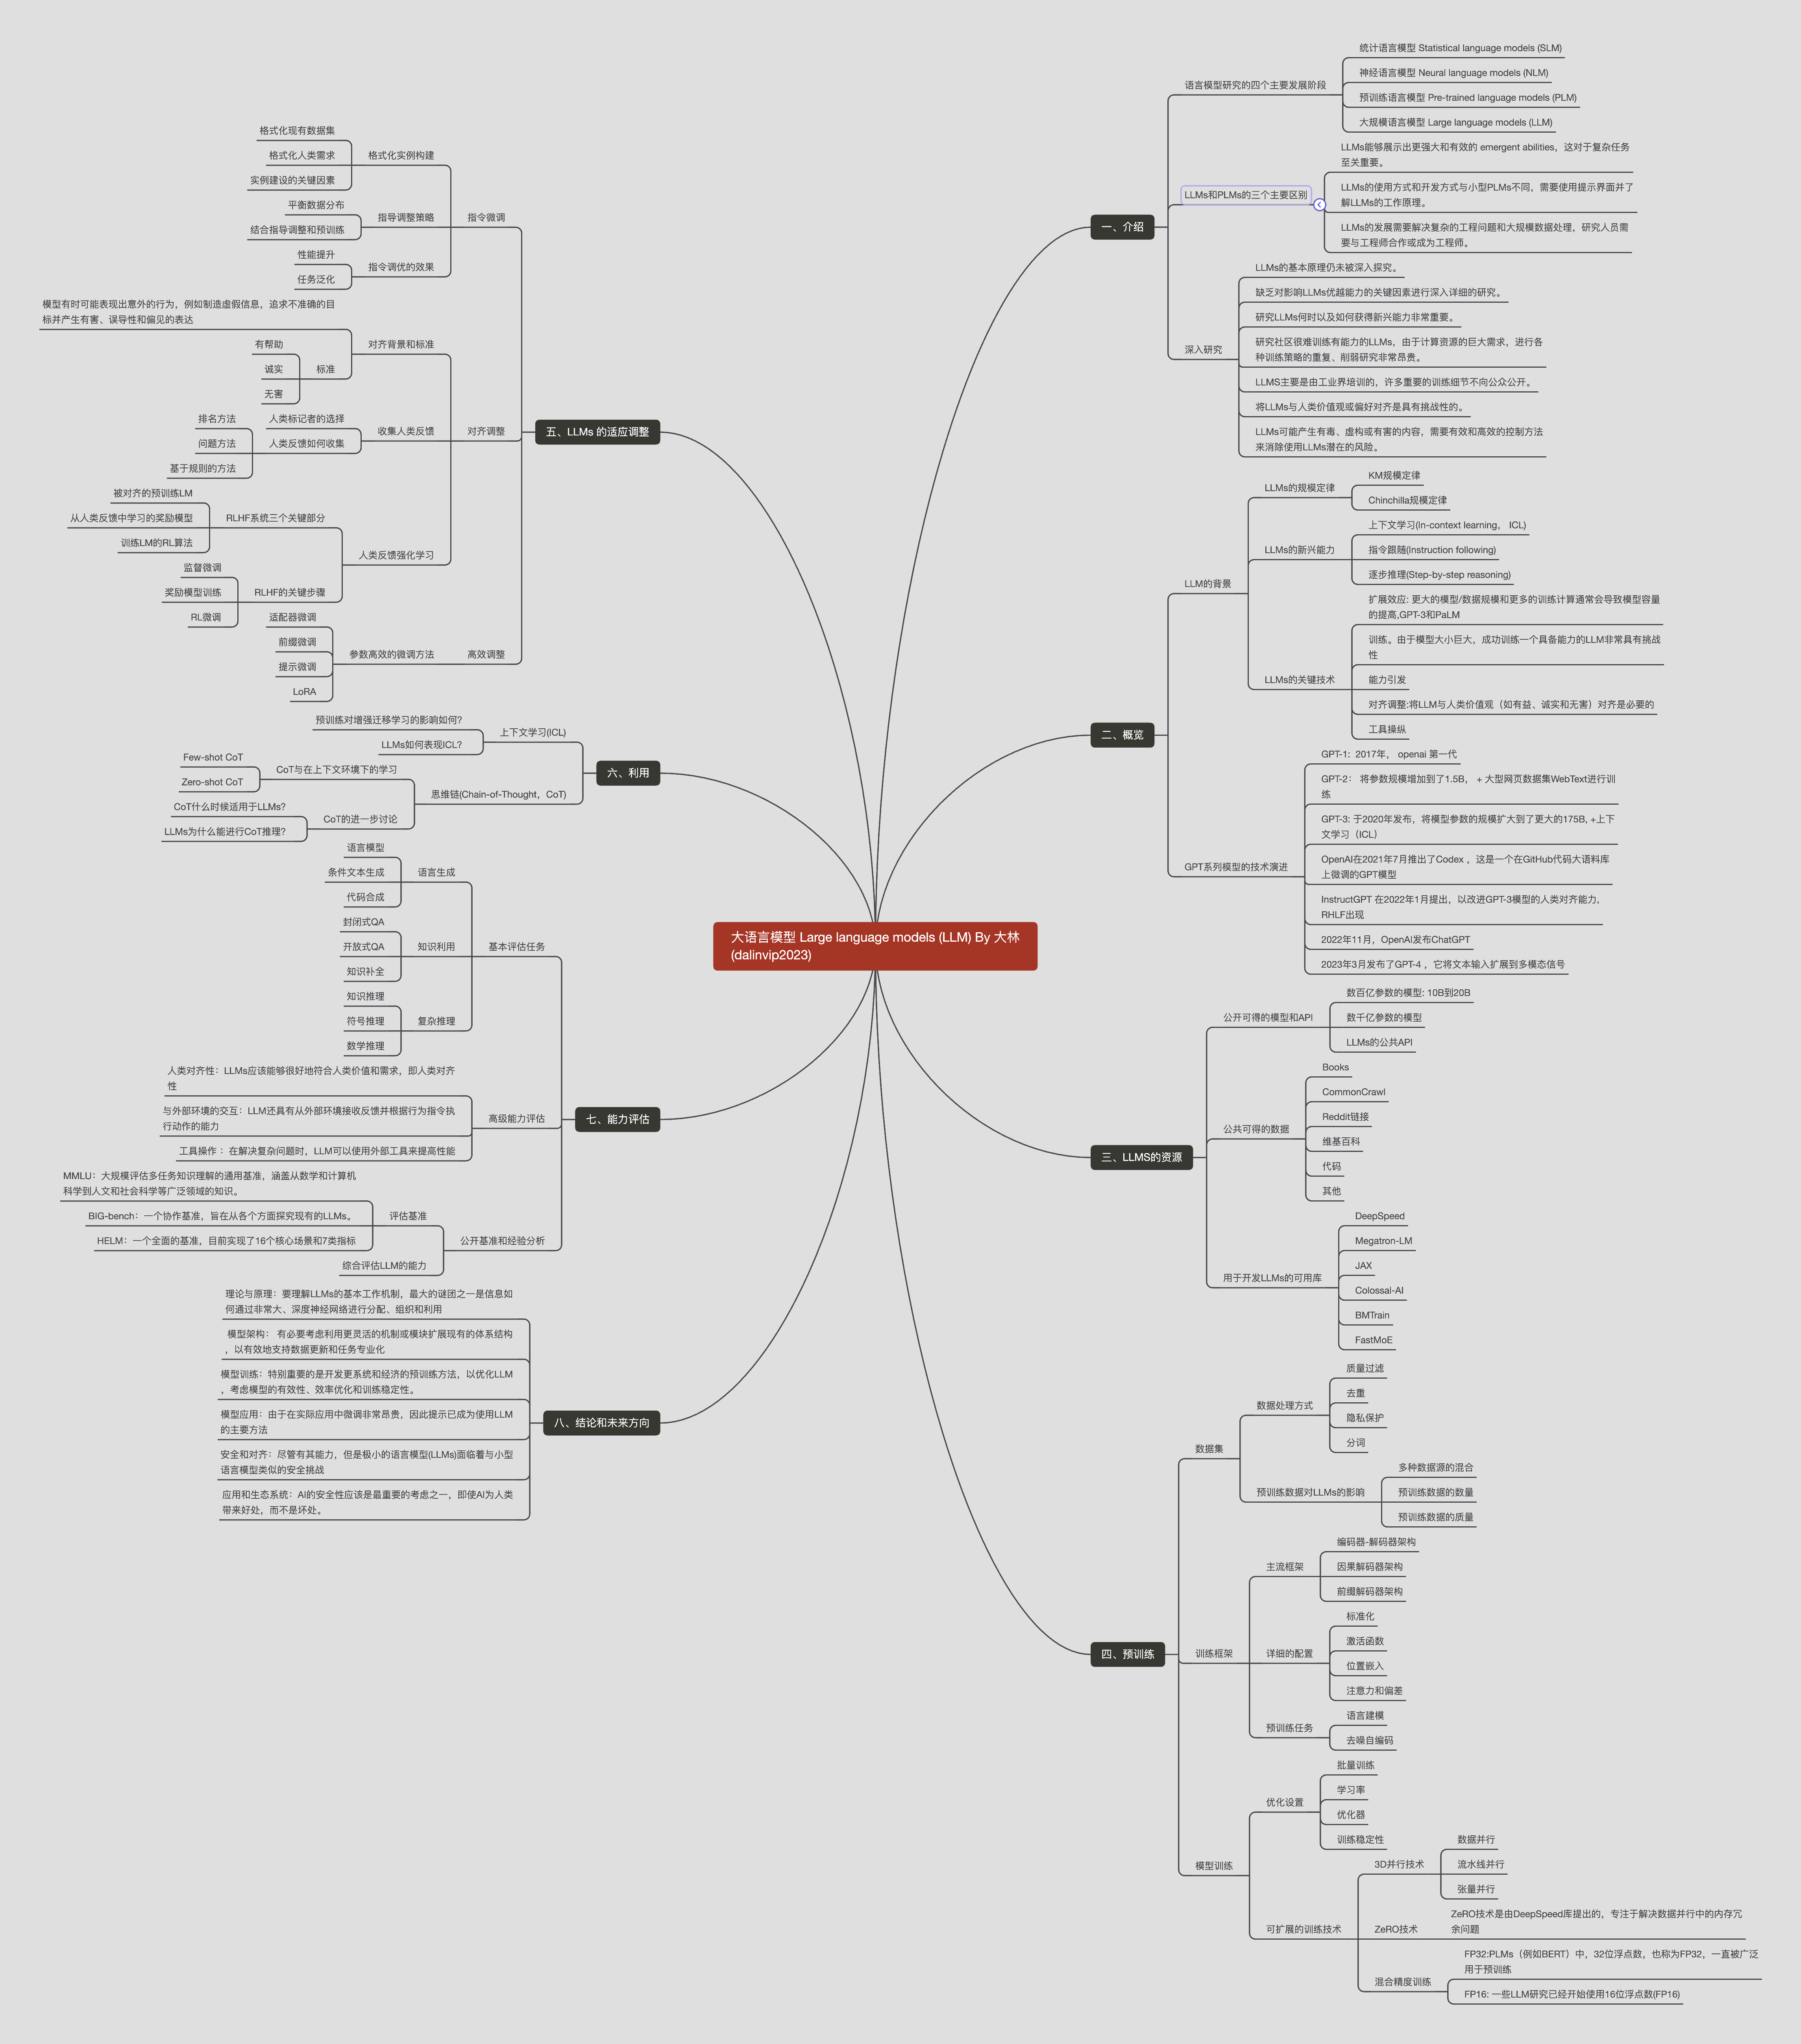 大语言模型 Large language models (LLM) By 大林
(dalinvip2023)
一、介绍
语言模型研究的四个主要发展阶段
统计语言模型 Statistical language models (SLM)
神经语言模型 Neural language models (NLM)
预训练语言模型 Pre-trained language models (PLM)
大规模语言模型 Large language models (LLM)
LLMs和PLMs的三个主要区别
LLMs能够展示出更强大和有效的 emergent abilities，这对于复杂任务
至关重要。
LLMs的使用方式和开发方式与小型PLMs不同，需要使用提示界面并了
解LLMs的工作原理。
LLMs的发展需要解决复杂的工程问题和大规模数据处理，研究人员需
要与工程师合作或成为工程师。
深入研究
LLMs的基本原理仍未被深入探究。
缺乏对影响LLMs优越能力的关键因素进行深入详细的研究。
研究LLMs何时以及如何获得新兴能力非常重要。
研究社区很难训练有能力的LLMs，由于计算资源的巨大需求，进行各
种训练策略的重复、削弱研究非常昂贵。
LLMS主要是由工业界培训的，许多重要的训练细节不向公众公开。
将LLMs与人类价值观或偏好对齐是具有挑战性的。
LLMs可能产生有毒、虚构或有害的内容，需要有效和高效的控制方法
来消除使用LLMs潜在的风险。
二、概览
LLM的背景
LLMs的规模定律
KM规模定律
Chinchilla规模定律
LLMs的新兴能力
上下文学习(In-context learning， ICL)
指令跟随(Instruction following)
逐步推理(Step-by-step reasoning)
LLMs的关键技术
扩展效应: 更大的模型/数据规模和更多的训练计算通常会导致模型容量
的提高,GPT-3和PaLM
训练。由于模型大小巨大，成功训练一个具备能力的LLM非常具有挑战
性
能力引发
对齐调整:将LLM与人类价值观（如有益、诚实和无害）对齐是必要的
工具操纵
GPT系列模型的技术演进
GPT-1: 2017年， openai 第一代
GPT-2： 将参数规模增加到了1.5B， + 大型网页数据集WebText进行训
练
GPT-3: 于2020年发布，将模型参数的规模扩大到了更大的175B, +上下
文学习（ICL）
OpenAI在2021年7月推出了Codex ，这是一个在GitHub代码大语料库
上微调的GPT模型
InstructGPT 在2022年1月提出，以改进GPT-3模型的人类对齐能力，
RHLF出现
2022年11月，OpenAI发布ChatGPT
2023年3月发布了GPT-4 ，它将文本输入扩展到多模态信号
三、LLMS的资源
公开可得的模型和API
数百亿参数的模型: 10B到20B
数千亿参数的模型
LLMs的公共API
公共可得的数据
Books
CommonCrawl
Reddit链接
维基百科
代码
其他
用于开发LLMs的可用库
DeepSpeed
Megatron-LM
JAX
Colossal-AI
BMTrain
FastMoE
四、预训练
数据集
数据处理方式
质量过滤
去重
隐私保护
分词
预训练数据对LLMs的影响
多种数据源的混合
预训练数据的数量
预训练数据的质量
训练框架
主流框架
编码器-解码器架构
因果解码器架构
前缀解码器架构
详细的配置
标准化
激活函数
位置嵌入
注意力和偏差
预训练任务
语言建模
去噪自编码
模型训练
优化设置
批量训练
学习率
优化器
训练稳定性
可扩展的训练技术
3D并行技术
数据并行
流水线并行
张量并行
ZeRO技术
ZeRO技术是由DeepSpeed库提出的，专注于解决数据并行中的内存冗
余问题
混合精度训练
FP32:PLMs（例如BERT）中，32位浮点数，也称为FP32，一直被广泛
用于预训练
FP16: 一些LLM研究已经开始使用16位浮点数(FP16)
五、LLMs 的适应调整
指令微调
格式化实例构建
格式化现有数据集
格式化人类需求
实例建设的关键因素
指导调整策略
平衡数据分布
结合指导调整和预训练
指令调优的效果
性能提升
任务泛化
对齐调整
对齐背景和标准
模型有时可能表现出意外的行为，例如制造虚假信息，追求不准确的目
标并产生有害、误导性和偏见的表达
标准
有帮助
诚实
无害
收集人类反馈
人类标记者的选择
人类反馈如何收集
排名方法
问题方法
基于规则的方法
人类反馈强化学习
RLHF系统三个关键部分
被对齐的预训练LM
从人类反馈中学习的奖励模型
训练LM的RL算法
RLHF的关键步骤
监督微调
奖励模型训练
RL微调
高效调整
参数高效的微调方法
适配器微调
前缀微调
提示微调
LoRA
六、利用
上下文学习(ICL)
预训练对增强迁移学习的影响如何?
LLMs如何表现ICL?
思维链(Chain-of-Thought，CoT)
CoT与在上下文环境下的学习
Few-shot CoT
Zero-shot CoT
CoT的进一步讨论
CoT什么时候适用于LLMs?
LLMs为什么能进行CoT推理?
七、能力评估
基本评估任务
语言生成
语言模型
条件文本生成
代码合成
知识利用
封闭式QA
开放式QA
知识补全
复杂推理
知识推理
符号推理
数学推理
高级能力评估
人类对齐性：LLMs应该能够很好地符合人类价值和需求，即人类对齐
性
与外部环境的交互：LLM还具有从外部环境接收反馈并根据行为指令执
行动作的能力
工具操作 ：在解决复杂问题时，LLM可以使用外部工具来提高性能
公开基准和经验分析
评估基准
MMLU：大规模评估多任务知识理解的通用基准，涵盖从数学和计算机
科学到人文和社会科学等广泛领域的知识。
BIG-bench：一个协作基准，旨在从各个方面探究现有的LLMs。
HELM：一个全面的基准，目前实现了16个核心场景和7类指标
综合评估LLM的能力
八、结论和未来方向
理论与原理：要理解LLMs的基本工作机制，最大的谜团之一是信息如
何通过非常大、深度神经网络进行分配、组织和利用
模型架构： 有必要考虑利用更灵活的机制或模块扩展现有的体系结构
，以有效地支持数据更新和任务专业化
模型训练：特别重要的是开发更系统和经济的预训练方法，以优化LLM
，考虑模型的有效性、效率优化和训练稳定性。
模型应用：由于在实际应用中微调非常昂贵，因此提示已成为使用LLM
的主要方法
安全和对齐：尽管有其能力，但是极小的语言模型(LLMs)面临着与小型
语言模型类似的安全挑战
应用和生态系统：AI的安全性应该是最重要的考虑之一，即使AI为人类
带来好处，而不是坏处。